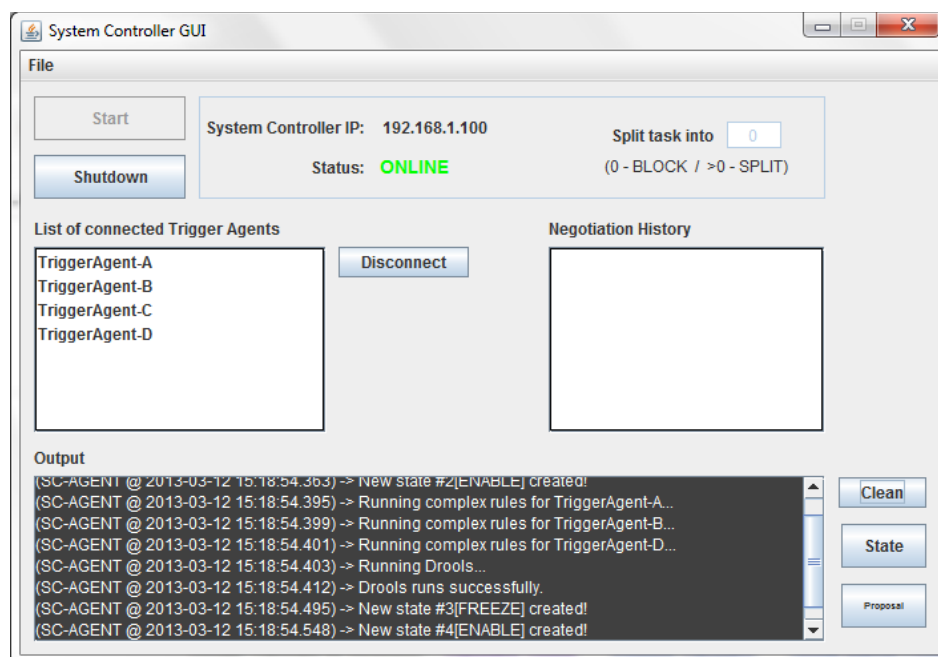 System Controller GUI
File
Start
Shutdown
System Controller IP: 192.168.1.100
Status: ONLINE
Split task into 0
(0 - BLOCK / >0 - SPLIT)
List of connected Trigger Agents
TriggerAgent-A
TriggerAgent-B
TriggerAgent-C
TriggerAgent-D
Disconnect
Negotiation History
Output
(SC-AGENT @ 2013-03-12 15:18:54.363) -> New state #2[ENABLE] created!
(SC-AGENT @ 2013-03-12 15:18:54.395) -> Running complex rules for TriggerAgent-A...
(SC-AGENT @ 2013-03-12 15:18:54.399) -> Running complex rules for TriggerAgent-B...
(SC-AGENT @ 2013-03-12 15:18:54.401) -> Running complex rules for TriggerAgent-D...
(SC-AGENT @ 2013-03-12 15:18:54.403) -> Running Drools...
(SC-AGENT @ 2013-03-12 15:18:54.412) -> Drools runs successfully.
(SC-AGENT @ 2013-03-12 15:18:54.495) -> New state #3[FREEZE] created!
(SC-AGENT @ 2013-03-12 15:18:54.548) -> New state #4[ENABLE] created!
Clean
State
Proposal